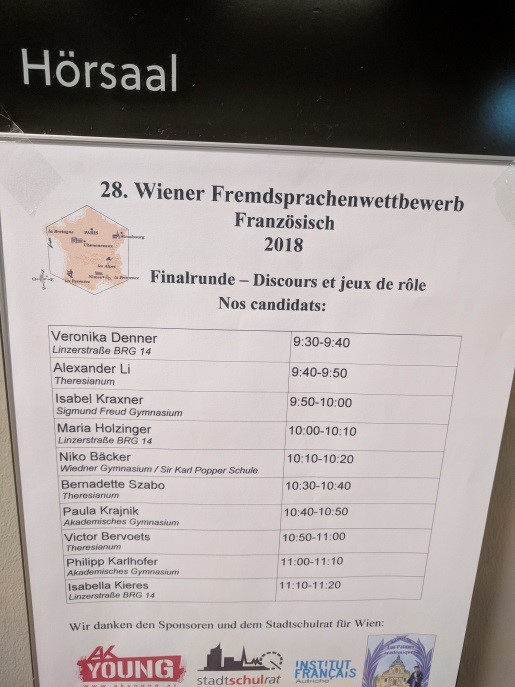 Hörsaal
28. Wiener Fremdsprachenwettbewerb
Französisch
2018
Finalrunde – Discours et jeux de rôle
Nos candidats:
Veronika Denner 9:30-9:40
Linzerstraße BRG 14
Alexander Li 9:40-9:50
Theresianum
Isabel Kraxner 9:50-10:00
Sigmund Freud Gymnasium
Maria Holzinger 10:00-10:10
Linzerstraße BRG 14
Niko Bäcker 10:10-10:20
Wiedner Gymnasium / Sir Karl Popper Schule
Bernadette Szabo 10:30-10:40
Theresianum
Paula Krajnik 10:40-10:50
Akademisches Gymnasium
Victor Bervoets 10:50-11:00
Theresianum
Philipp Karlhofer 11:00-11:10
Akademisches Gymnasium
Isabella Kieres 11:10-11:20
Linzerstraße BRG 14
Wir danken den Sponsoren und dem Stadtschulrat für Wien:
AK
YOUNG
www.akyoung.at
stadtschulrat
INSTITUT
FRANÇAIS
Autriche